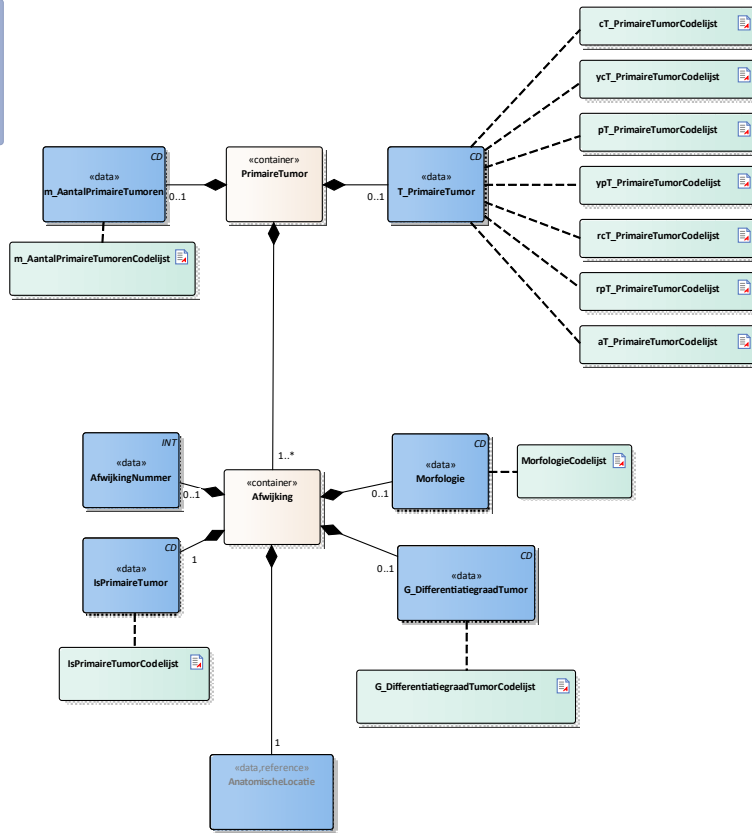 cT_PrimaireTumorCodelijst
ycT_PrimaireTumorCodelijst
pT_PrimaireTumorCodelijst
ypT_PrimaireTumorCodelijst
rcT_PrimaireTumorCodelijst
rpT_PrimaireTumorCodelijst
aT_PrimaireTumorCodelijst
CD
«data»
m_AantalPrimaireTumoren
0..1
«container»
PrimaireTumor
CD
«data»
T_PrimaireTumor
0..1
m_AantalPrimaireTumorenCodelijst
1..*
INT
«data»
AfwijkingNummer
0..1
«container»
Afwijking
CD
«data»
Morfologie
0..1
MorfologieCodelijst
CD
«data»
IsPrimaireTumor
1
CD
«data»
G_DifferentiatiegraadTumor
0..1
IsPrimaireTumorCodelijst
G_DifferentiatiegraadTumorCodelijst
1
«data,reference»
AnatomischeLocatie